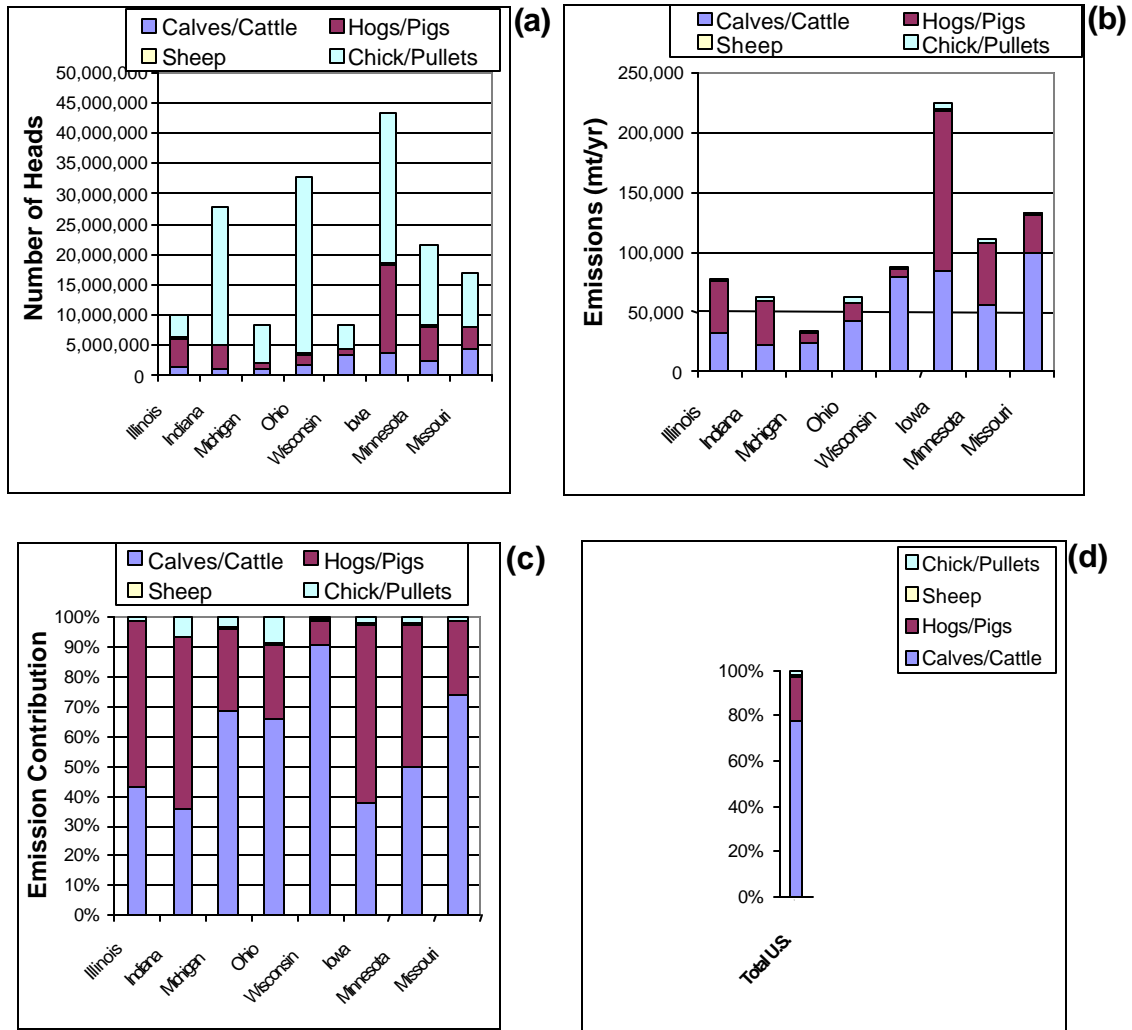 (a)
Calves/Cattle Hogs/Pigs
Sheep Chick/Pullets
Number of Heads
50,000,000
45,000,000
40,000,000
35,000,000
30,000,000
25,000,000
20,000,000
15,000,000
10,000,000
5,000,000
0
Illinois
Indiana
Michigan
Ohio
Wisconsin
Iowa
Minnesota
Missouri
(b)
Calves/Cattle Hogs/Pigs
Sheep Chick/Pullets
Emissions (mt/yr)
250,000
200,000
150,000
100,000
50,000
0
Illinois
Indiana
Michigan
Ohio
Wisconsin
Iowa
Minnesota
Missouri
(c)
Calves/Cattle Hogs/Pigs
Sheep Chick/Pullets
Emission Contribution
100%
90%
80%
70%
60%
50%
40%
30%
20%
10%
0%
Illinois
Indiana
Michigan
Ohio
Wisconsin
Iowa
Minnesota
Missouri
(d)
Chick/Pullets
Sheep
Hogs/Pigs
Calves/Cattle
100%
80%
60%
40%
20%
0%
Total U.S.